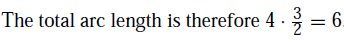 The total arc length is therefore 4 · 3/2 = 6.